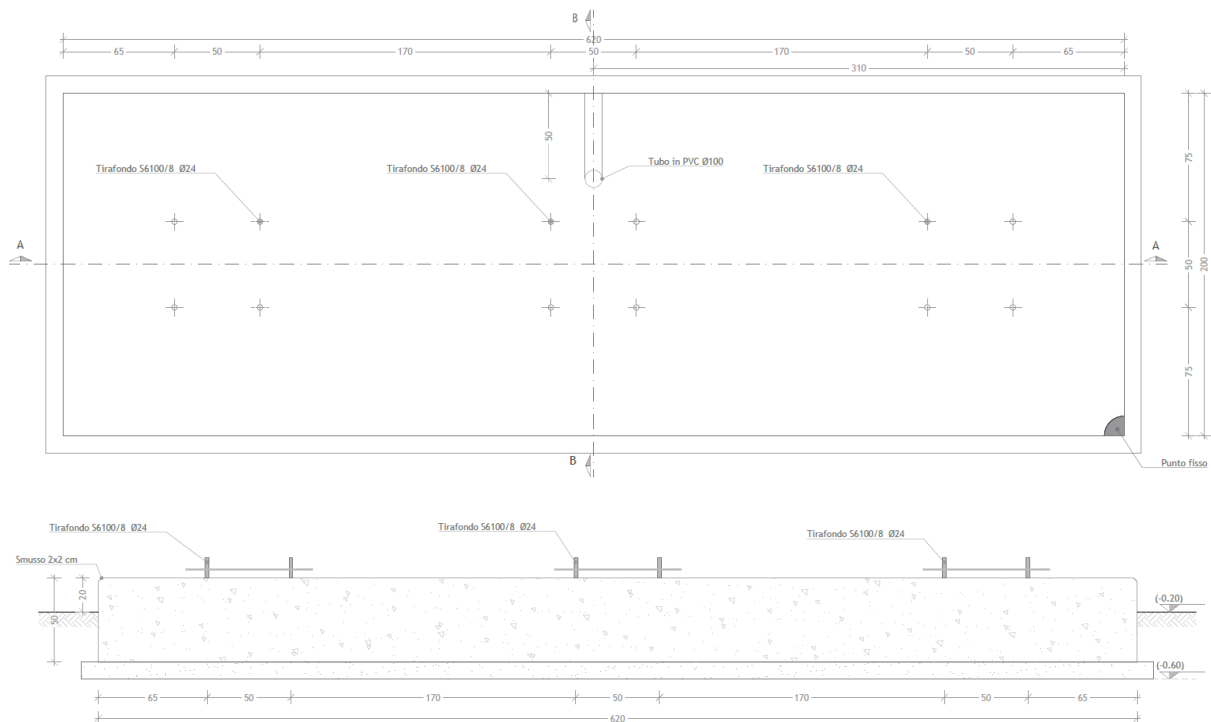 B
620
65
50
170
50
170
50
65
310
50
75
Tirafondo S6100/8 Ø24
Tirafondo S6100/8 Ø24
Tubo in PVC Ø100
Tirafondo S6100/8 Ø24
A
A
50
200
75
B
Punto fisso
Tirafondo S6100/8 Ø24
Tirafondo S6100/8 Ø24
Tirafondo S6100/8 Ø24
Smusso 2x2 cm
20
50
(-0.20)
(-0.60)
65
50
170
50
170
50
65
620